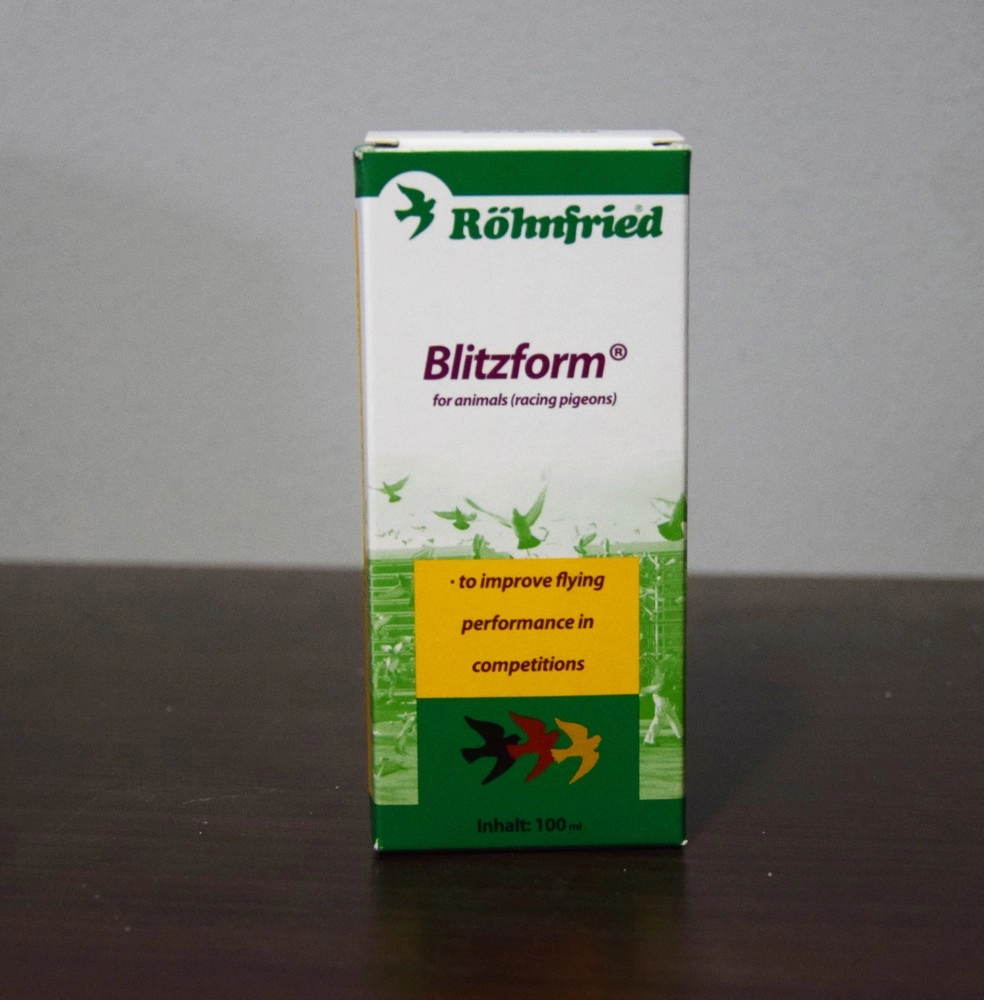 Röhnfried®
Blitzform®
for animals (racing pigeons)
· to improve flying
performance in
competitions
Inhalt: 100 ml